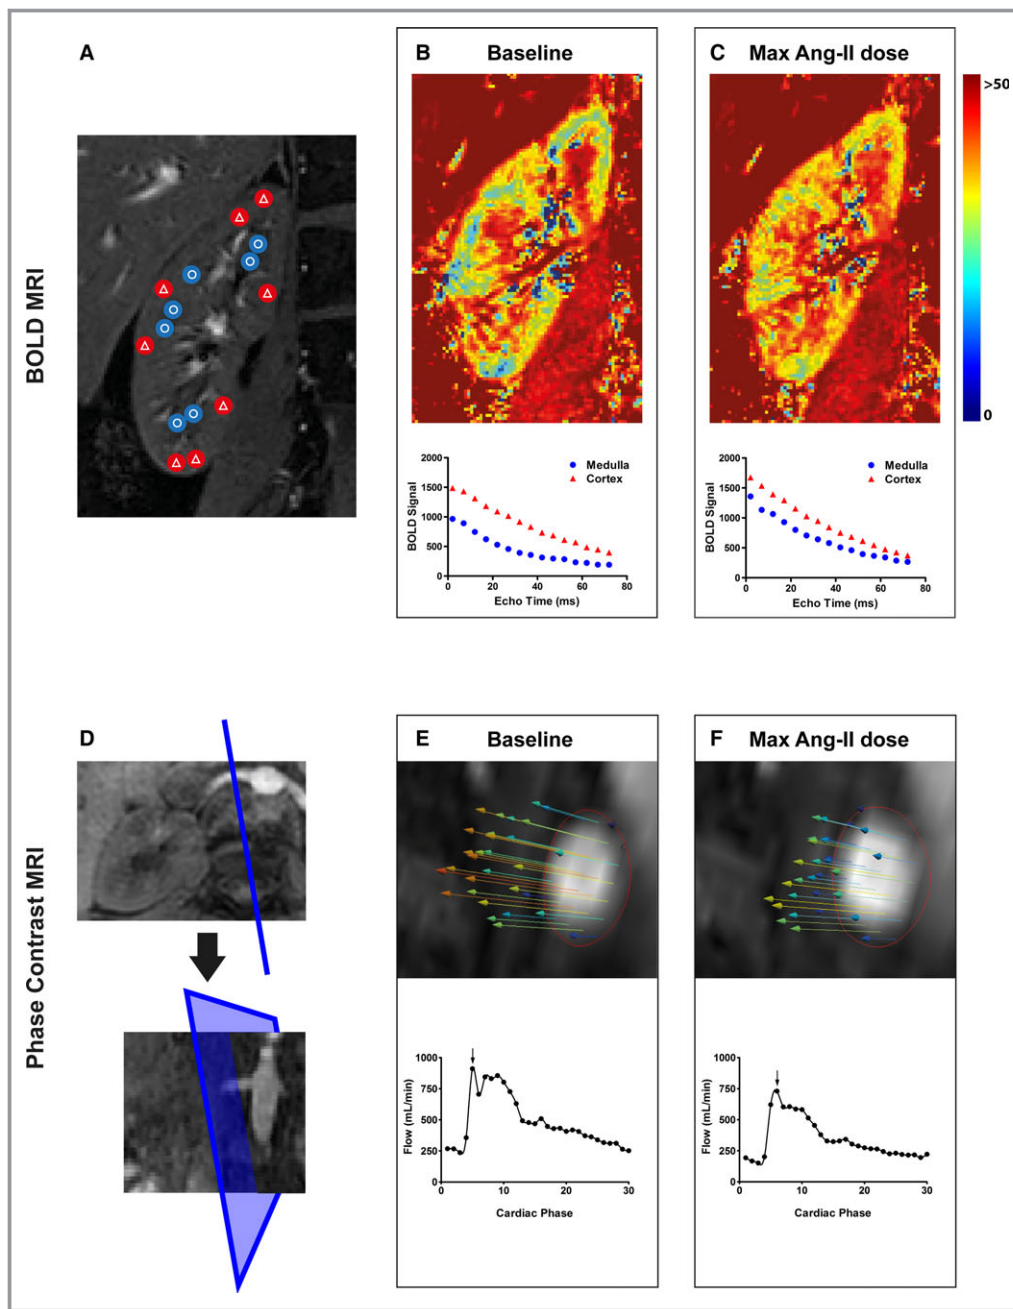 A
B Baseline
C Max Ang-II dose
>50
0
BOLD MRI
2000
1500
1000
500
0
BOLD Signal
Medulla
Cortex
0 20 40 60 80
Echo Time (ms)
2000
1500
1000
500
0
BOLD Signal
Medulla
Cortex
0 20 40 60 80
Echo Time (ms)
D
E Baseline
F Max Ang-II dose
Phase Contrast MRI
1000
750
500
250
0
Flow (mL/min)
0 10 20 30
Cardiac Phase
1000
750
500
250
0
Flow (mL/min)
0 10 20 30
Cardiac Phase